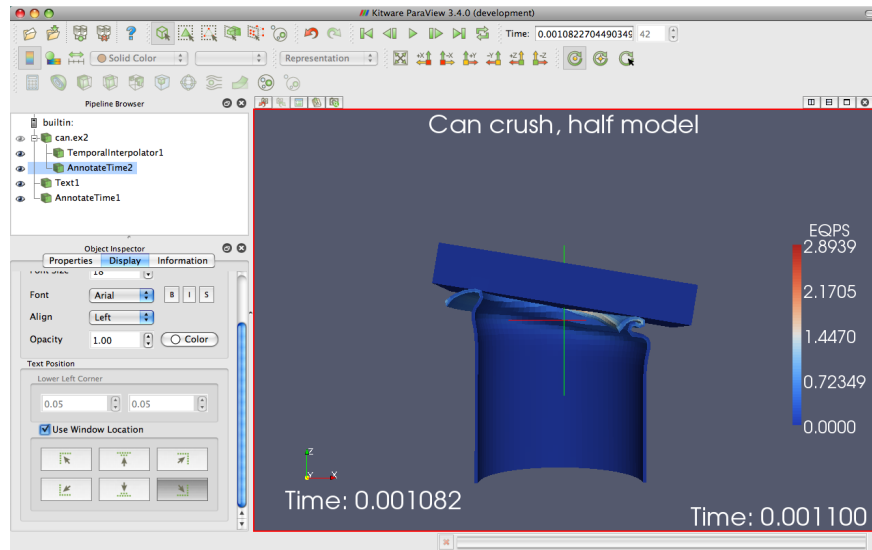 Kitware ParaView 3.4.0 (development)
Time: 0.0010822704490349 42
Solid Color Representation
+X -X +Y -Y +Z -Z
Pipeline Browser
builtin:
can.ex2
TemporalInterpolator1
AnnotateTime2
Text1
AnnotateTime1
Object Inspector
Properties Display Information
Font Size 18
Font Arial B I S
Align Left
Opacity 1.00 Color
Text Position
Lower Left Corner
0.05 0.05
Use Window Location
Can crush, half model
EQPS
2.8939
2.1705
1.4470
0.72349
0.0000
Z
Y X
Time: 0.001082
Time: 0.001100